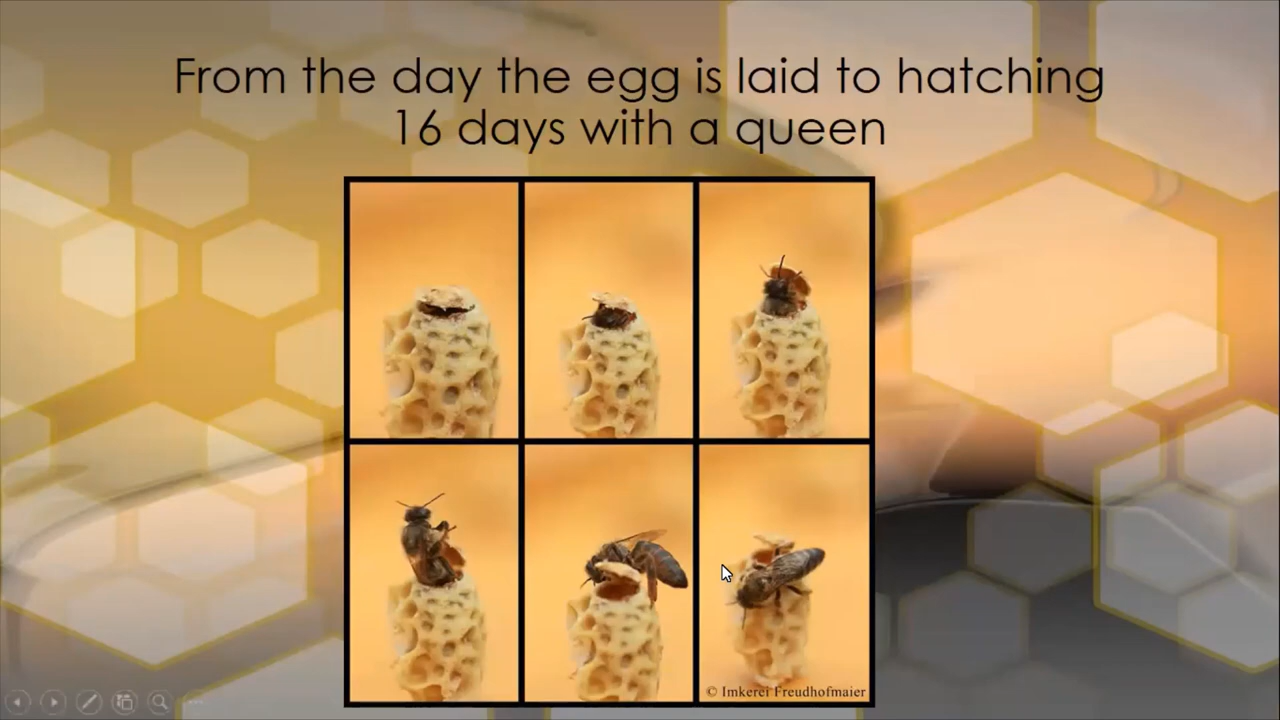 From the day the egg is laid to hatching
16 days with a queen
© Imkerei Freudhofmaier